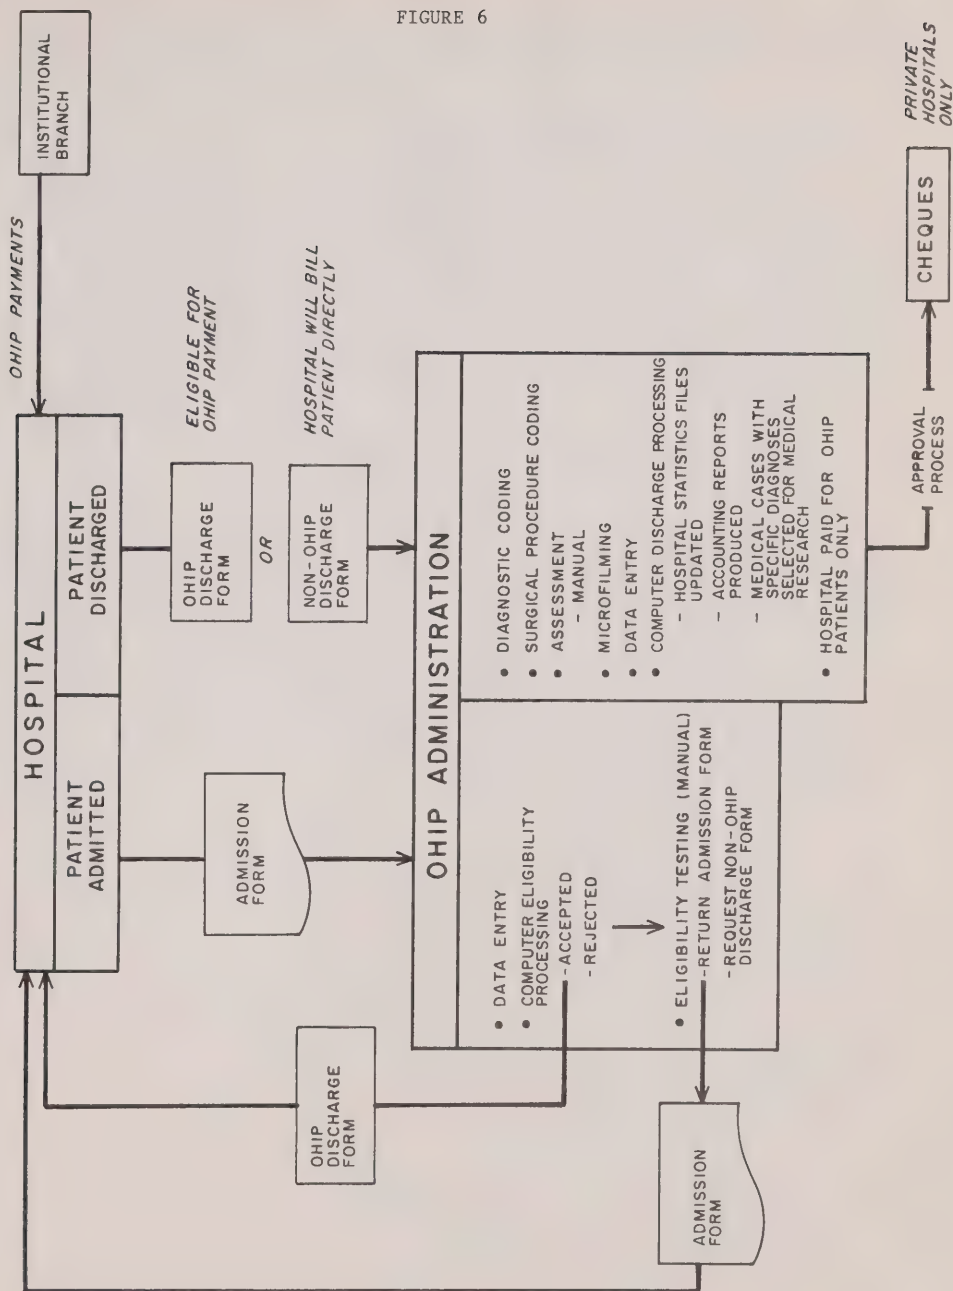 FIGURE 6
OHIP PAYMENTS
INSTITUTIONAL
BRANCH
HOSPITAL
PATIENT
ADMITTED
PATIENT
DISCHARGED
OHIP
DISCHARGE
FORM
ADMISSION
FORM
OHIP
DISCHARGE
FORM
ELIGIBLE FOR
OHIP PAYMENT
OR
NON-OHIP
DISCHARGE
FORM
HOSPITAL WILL BILL
PATIENT DIRECTLY
OHIP ADMINISTRATION
• DATA ENTRY
• COMPUTER ELIGIBILITY
PROCESSING
-ACCEPTED
-REJECTED
• ELIGIBILITY TESTING (MANUAL)
-RETURN ADMISSION FORM
-REQUEST NON-OHIP
DISCHARGE FORM
• DIAGNOSTIC CODING
• SURGICAL PROCEDURE CODING
• ASSESSMENT
- MANUAL
• MICROFILMING
• DATA ENTRY
• COMPUTER DISCHARGE PROCESSING
- HOSPITAL STATISTICS FILES
UPDATED
- ACCOUNTING REPORTS
PRODUCED
- MEDICAL CASES WITH
SPECIFIC DIAGNOSES
SELECTED FOR MEDICAL
RESEARCH
• HOSPITAL PAID FOR OHIP
PATIENTS ONLY
ADMISSION
FORM
APPROVAL
PROCESS
CHEQUES
PRIVATE
HOSPITALS
ONLY